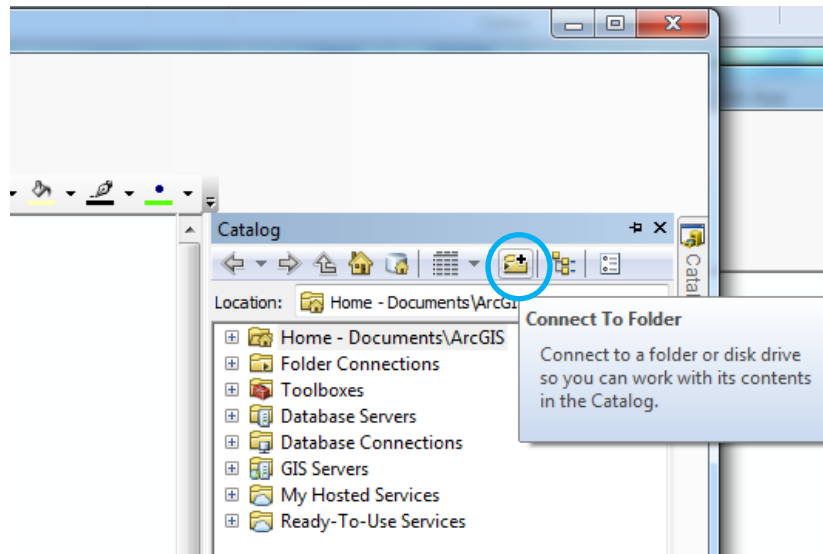 Catalog
Catal
Location: Home - Documents\ArcGI
Home - Documents\ArcGIS
Folder Connections
Toolboxes
Database Servers
Database Connections
GIS Servers
My Hosted Services
Ready-To-Use Services
Connect To Folder
Connect to a folder or disk drive
so you can work with its contents
in the Catalog.